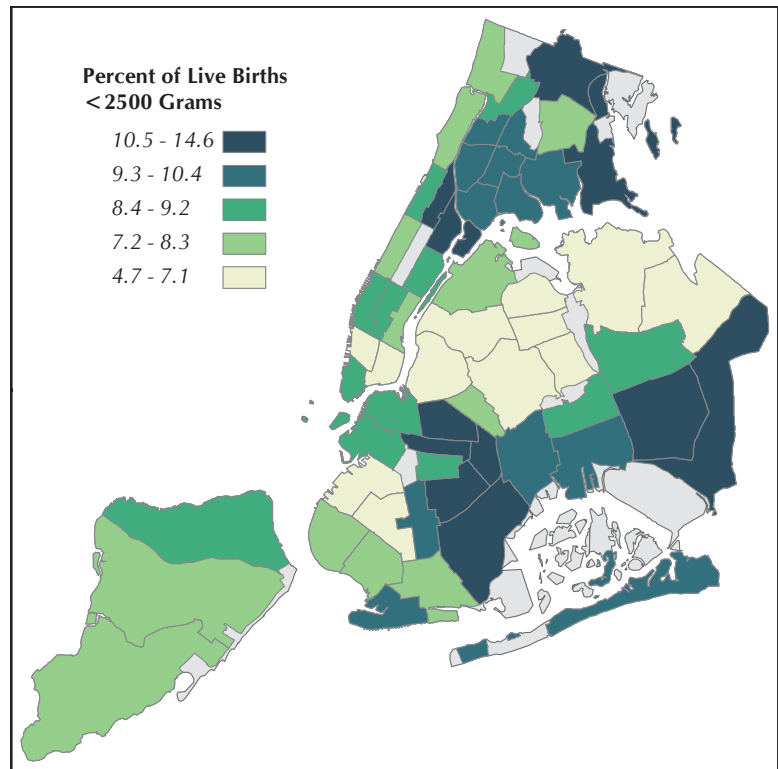 Percent of Live Births
<2500 Grams
10.5 - 14.6
9.3 - 10.4
8.4 - 9.2
7.2 - 8.3
4.7 - 7.1